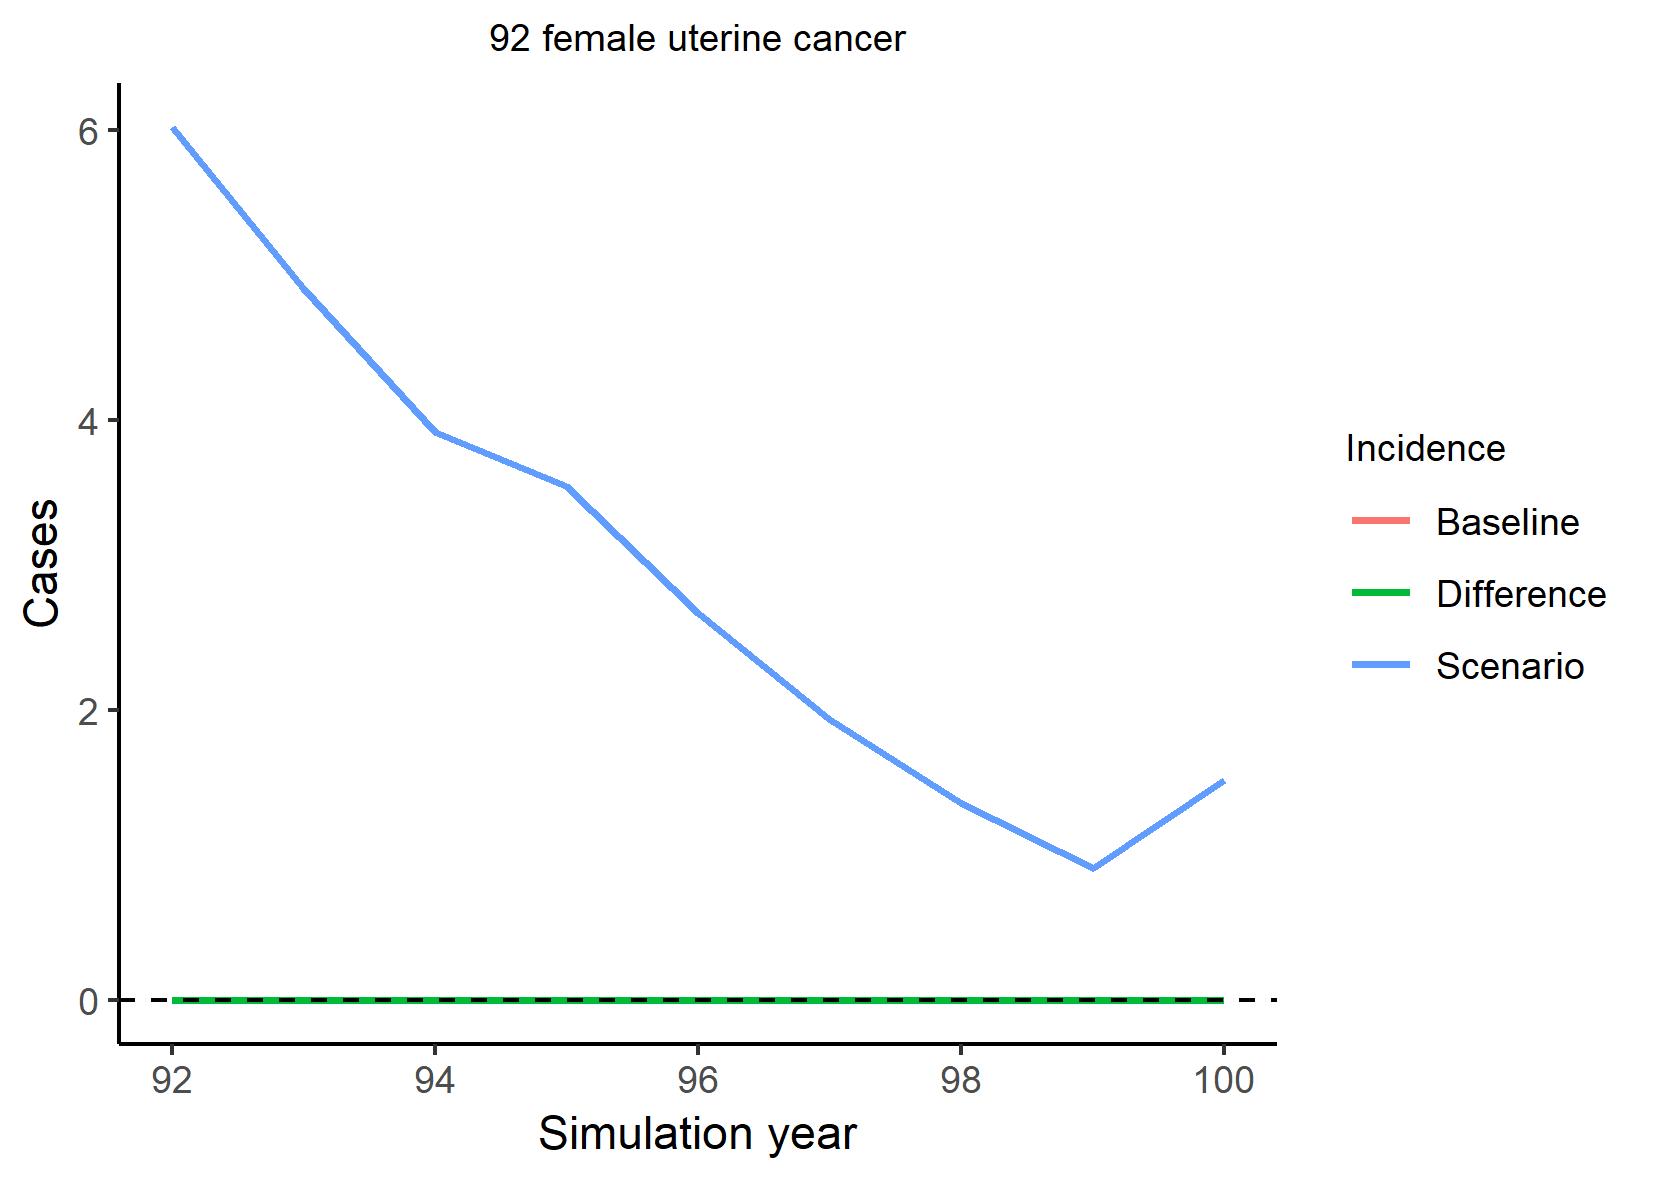 92 female uterine cancer
6
4
2
0
Cases
92 94 96 98 100
Simulation year
Incidence
Baseline
Difference
Scenario